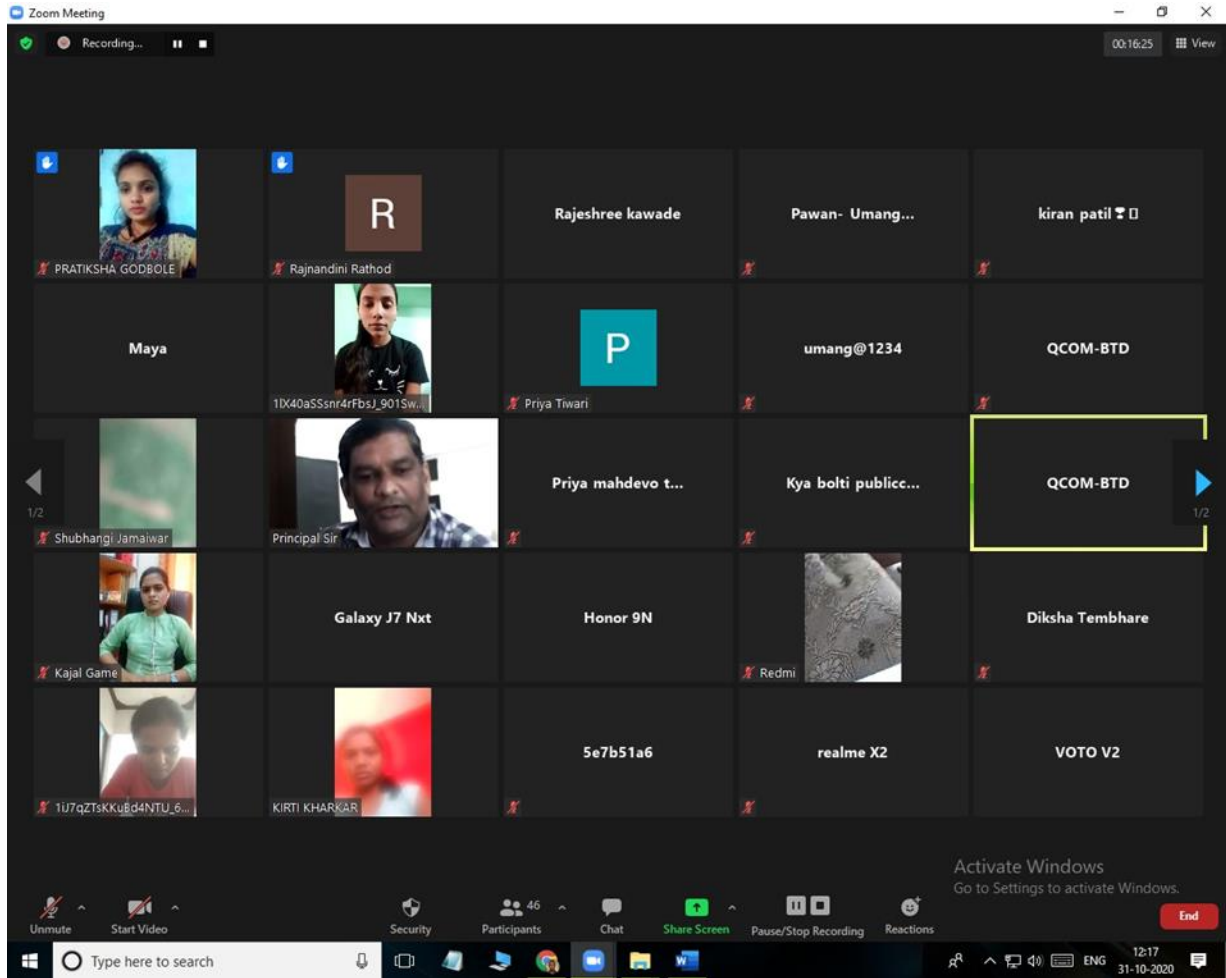 Zoom Meeting
Recording...
00:16:25
View
PRATIKSHA GODBOLE
R
Rajnandini Rathod
Rajeshree kawade
Pawan- Umang...
kiran patil
Maya
1IX40aSSsnr4rFbsJ_901Sw...
P
Priya Tiwari
umang@1234
QCOM-BTD
1/2
Shubhangi Jamaiwar
Principal Sir
Priya mahdevo t...
Kya bolti publicc...
QCOM-BTD
1/2
Kajal Game
Galaxy J7 Nxt
Honor 9N
Redmi
Diksha Tembhare
1iJ7qZTsKKuBd4NTU_6...
KIRTI KHARKAR
5e7b51a6
realme X2
VOTO V2
Activate Windows
Go to Settings to activate Windows.
Unmute
Start Video
Security
Participants
46
Chat
Share Screen
Pause/Stop Recording
Reactions
End
Type here to search
ENG
12:17
31-10-2020